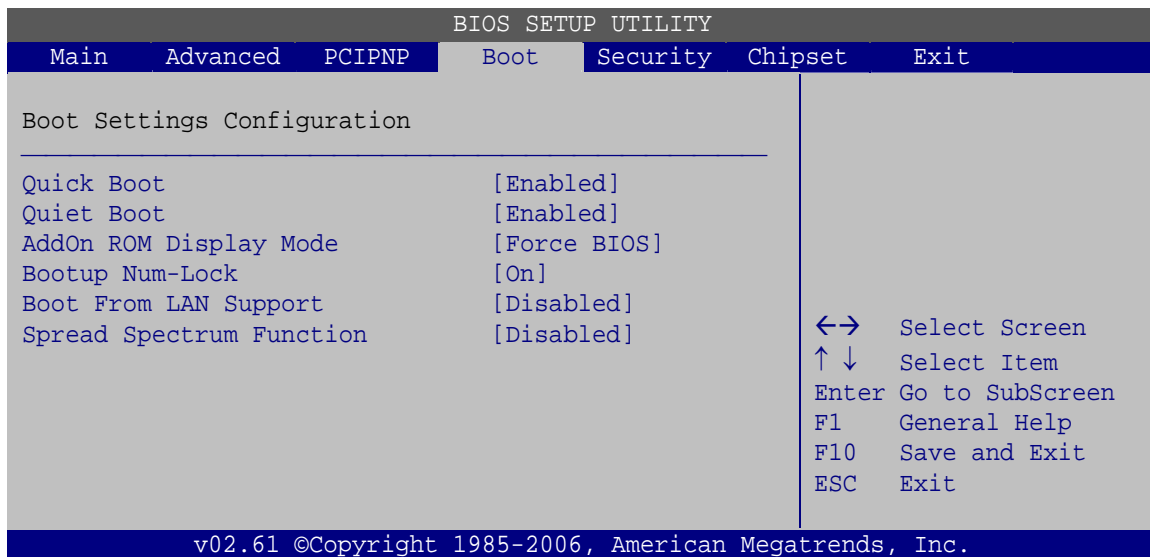 BIOS SETUP UTILITY
Main Advanced PCIPNP Boot Security Chipset Exit
Boot Settings Configuration
Quick Boot [Enabled]
Quiet Boot [Enabled]
AddOn ROM Display Mode [Force BIOS]
Bootup Num-Lock [On]
Boot From LAN Support [Disabled]
Spread Spectrum Function [Disabled]
←→ Select Screen
↑ ↓ Select Item
Enter Go to SubScreen
F1 General Help
F10 Save and Exit
ESC Exit
v02.61 ©Copyright 1985-2006, American Megatrends, Inc.